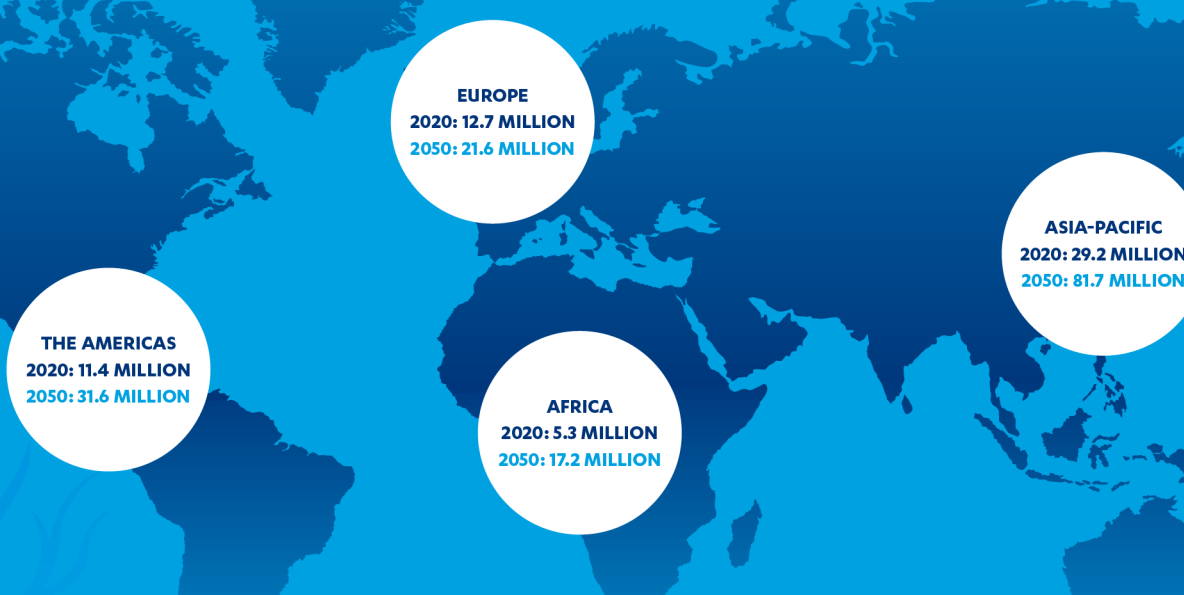 EUROPE
2020: 12.7 MILLION
2050: 21.6 MILLION
ASIA-PACIFIC
2020: 29.2 MILLION
2050: 81.7 MILLION
THE AMERICAS
2020: 11.4 MILLION
2050: 31.6 MILLION
AFRICA
2020: 5.3 MILLION
2050: 17.2 MILLION